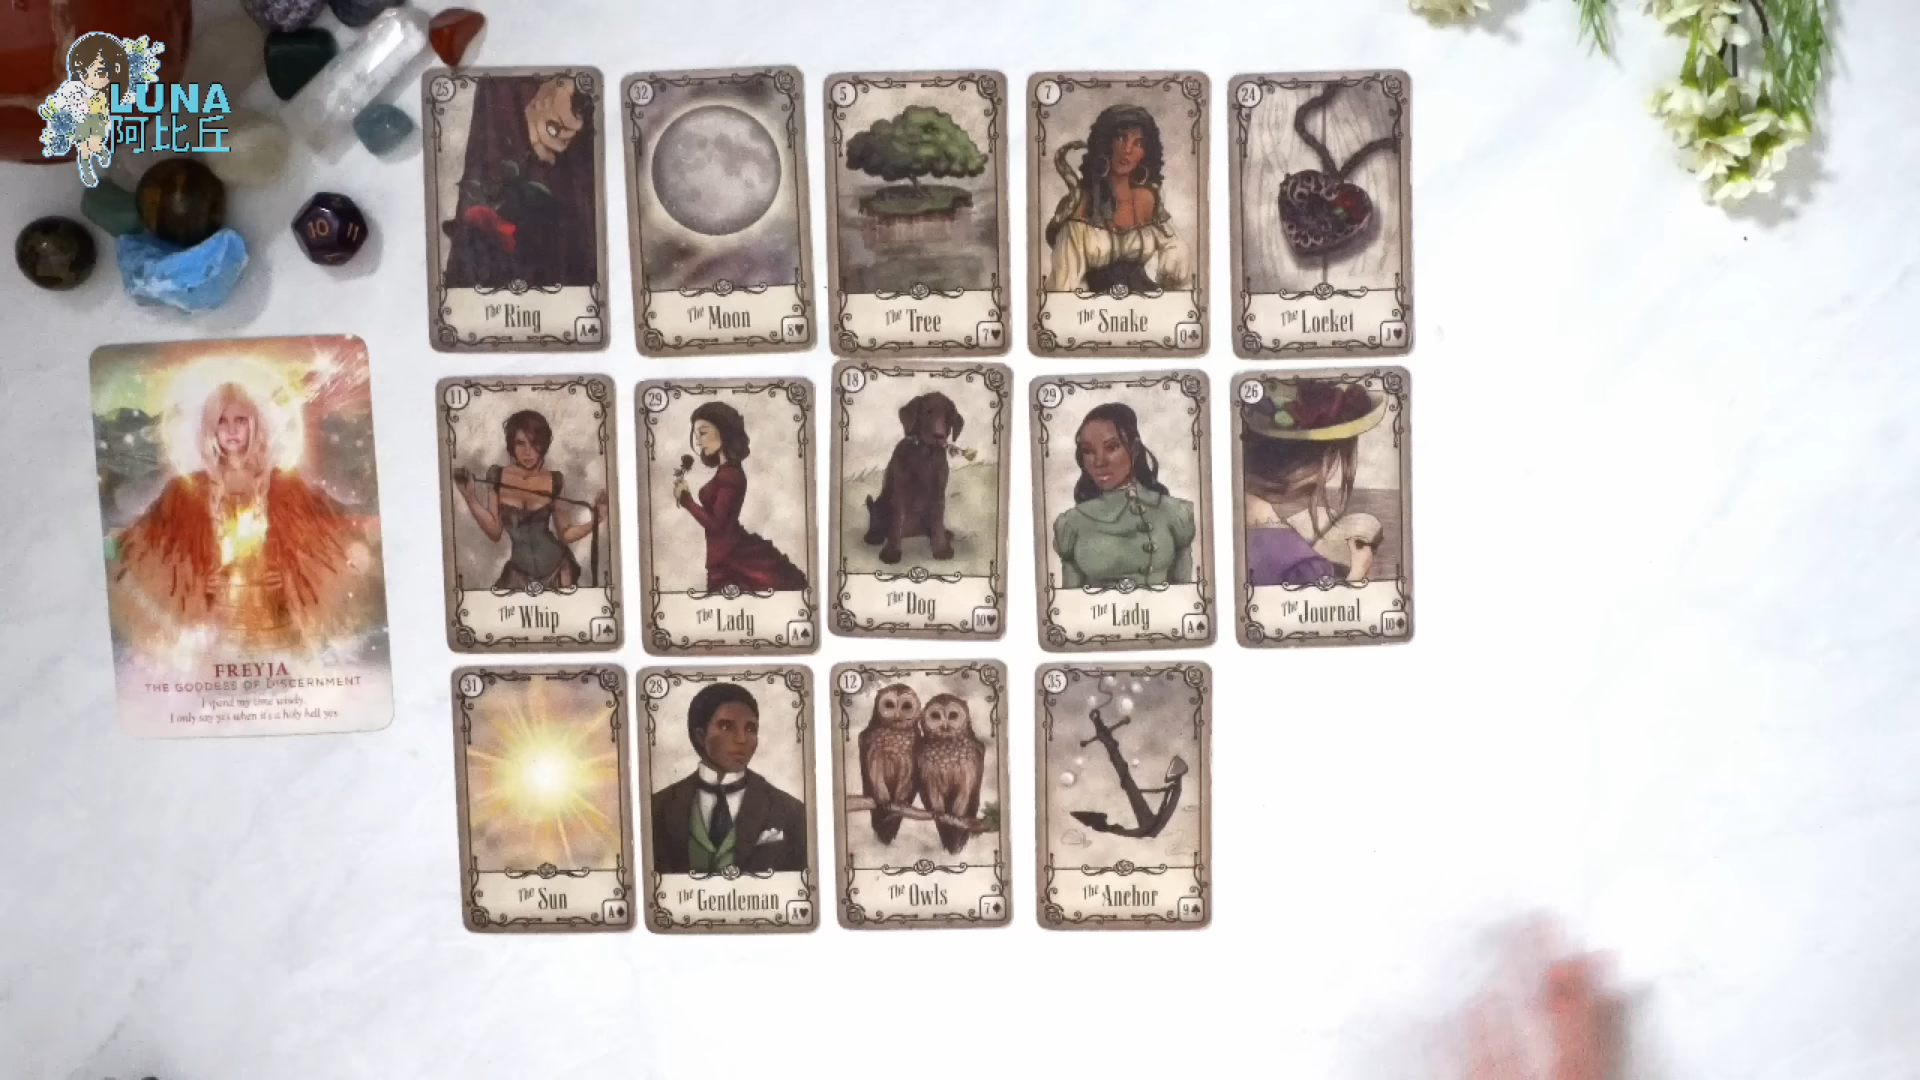 LUNA
阿比丘
10 11
25
The Ring
A♣
32
The Moon
8♥
5
The Tree
7♥
7
The Snake
Q♣
24
The Locket
J♥
11
The Whip
J♣
29
The Lady
A♠
18
The Dog
10♥
29
The Lady
A♠
26
The Journal
10♦
31
The Sun
A♦
28
The Gentleman
A♥
12
The Owls
7♦
35
The Anchor
9♠
FREYJA
THE GODDESS OF DISCERNMENT
I spend my time wisely.
I only say yes when it's a holy hell yes.